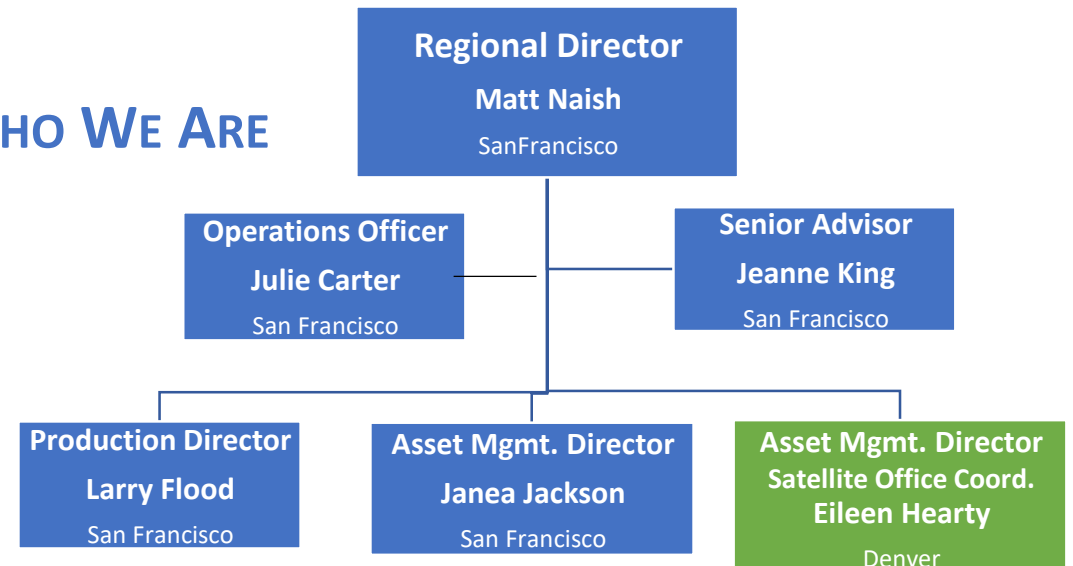 Regional Director
Matt Naish
SanFrancisco
HO WE ARE
Operations Officer
Julie Carter
San Francisco
Senior Advisor
Jeanne King
San Francisco
Production Director
Larry Flood
San Francisco
Asset Mgmt. Director
Janea Jackson
San Francisco
Asset Mgmt. Director
Satellite Office Coord.
Eileen Hearty
Denver